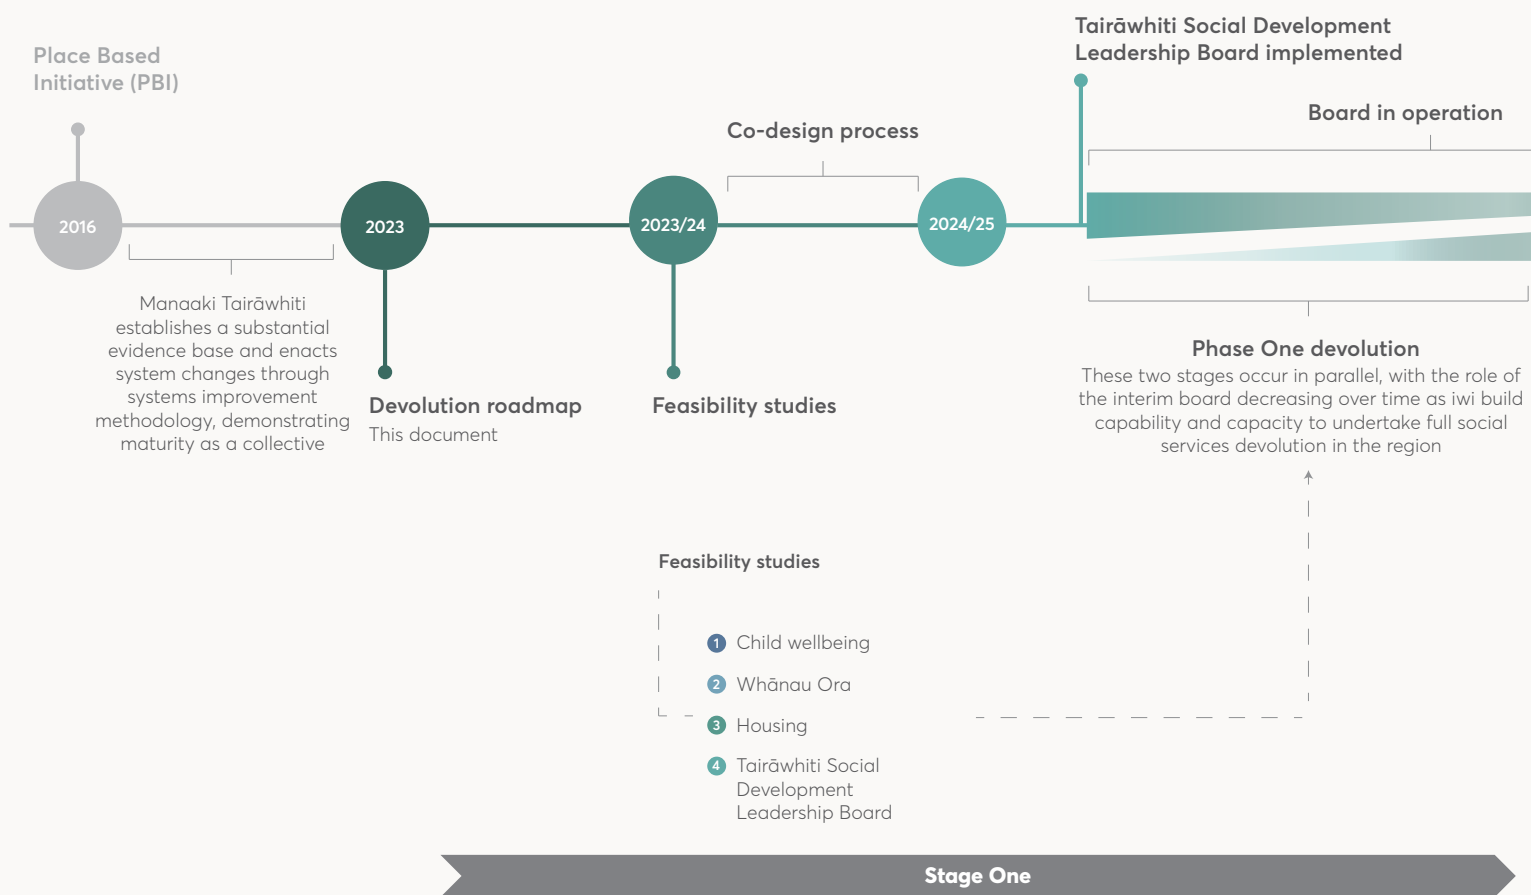 Place Based
Initiative (PBI)
Tairāwhiti Social Development
Leadership Board implemented
Board in operation
Co-design process
2016
2023
2023/24
2024/25
Manaaki Tairāwhiti
establishes a substantial
evidence base and enacts
system changes through
systems improvement
methodology, demonstrating
maturity as a collective
Devolution roadmap
This document
Feasibility studies
Phase One devolution
These two stages occur in parallel, with the role of
the interim board decreasing over time as iwi build
capability and capacity to undertake full social
services devolution in the region
Feasibility studies
1 Child wellbeing
2 Whānau Ora
3 Housing
4 Tairāwhiti Social
Development
Leadership Board
Stage One